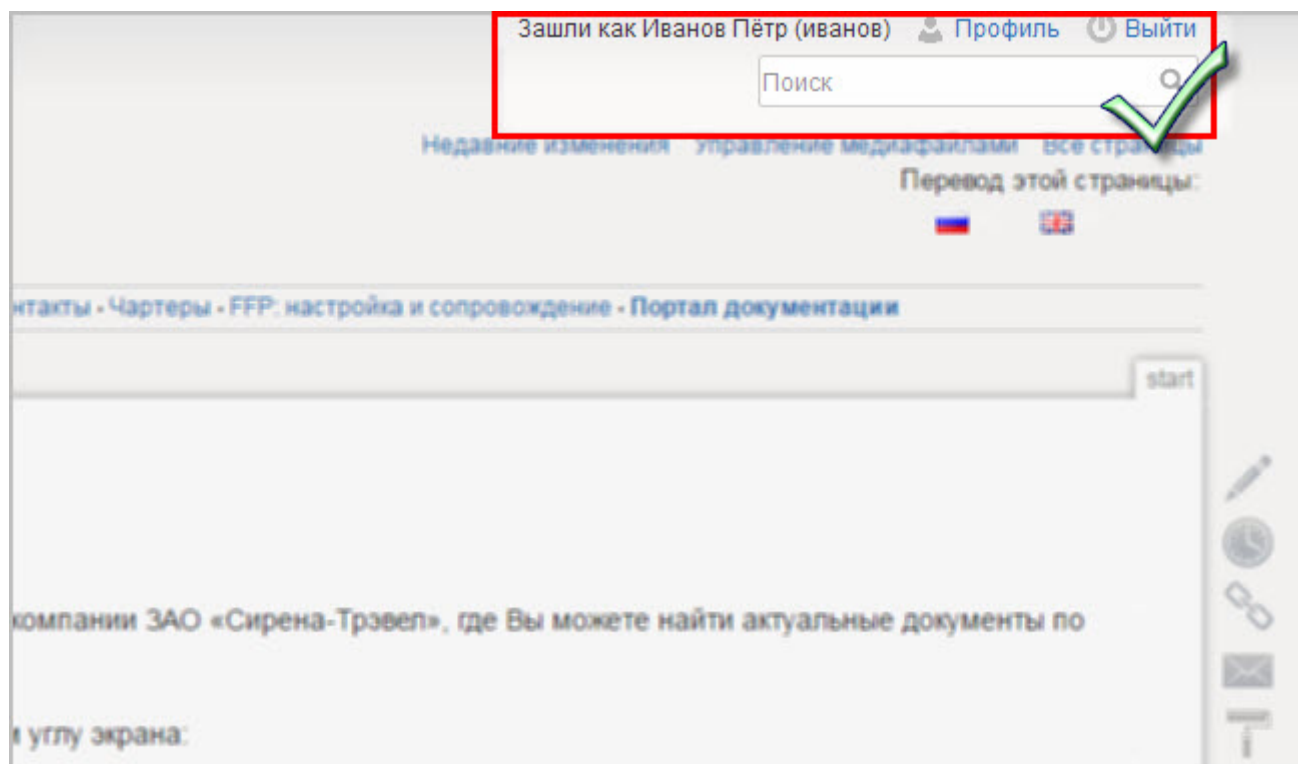 Зашли как Иванов Пётр (иванов) Профиль Выйти
Поиск
Недавние изменения Управление медиафайлами Все страницы
Перевод этой страницы:
нтакты - Чартеры - FFP: настройка и сопровождение - Портал документации
start
компании ЗАО «Сирена-Трэвел», где Вы можете найти актуальные документы по
м углу экрана: